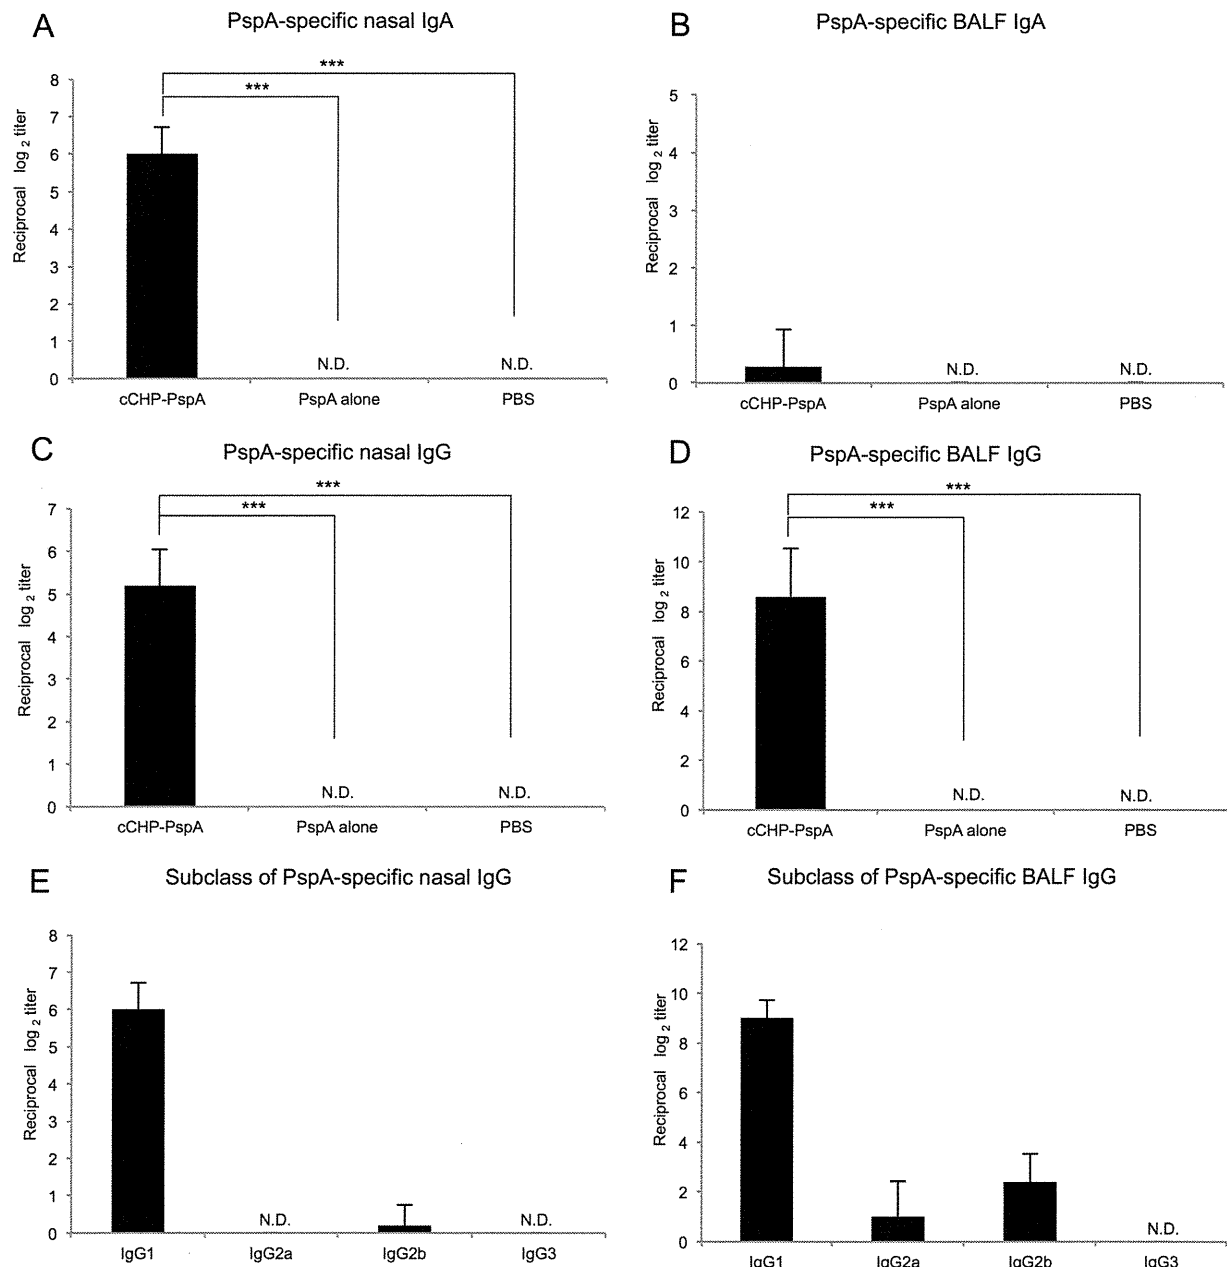 A
PspA-specific nasal IgA
Reciprocal log 2 titer
8
7
6
5
4
3
2
1
0
***
***
N.D.
N.D.
cCHP-PspA
PspA alone
PBS
B
PspA-specific BALF IgA
Reciprocal log 2 titer
5
4
3
2
1
0
N.D.
N.D.
cCHP-PspA
PspA alone
PBS
C
PspA-specific nasal IgG
Reciprocal log 2 titer
7
6
5
4
3
2
1
0
***
***
N.D.
N.D.
cCHP-PspA
PspA alone
PBS
D
PspA-specific BALF IgG
Reciprocal log 2 titer
12
10
8
6
4
2
0
***
***
N.D.
N.D.
cCHP-PspA
PspA alone
PBS
E
Subclass of PspA-specific nasal IgG
Reciprocal log 2 titer
8
7
6
5
4
3
2
1
0
N.D.
N.D.
IgG1
IgG2a
IgG2b
IgG3
F
Subclass of PspA-specific BALF IgG
Reciprocal log 2 titer
12
10
8
6
4
2
0
N.D.
IgG1
IgG2a
IgG2b
IgG3